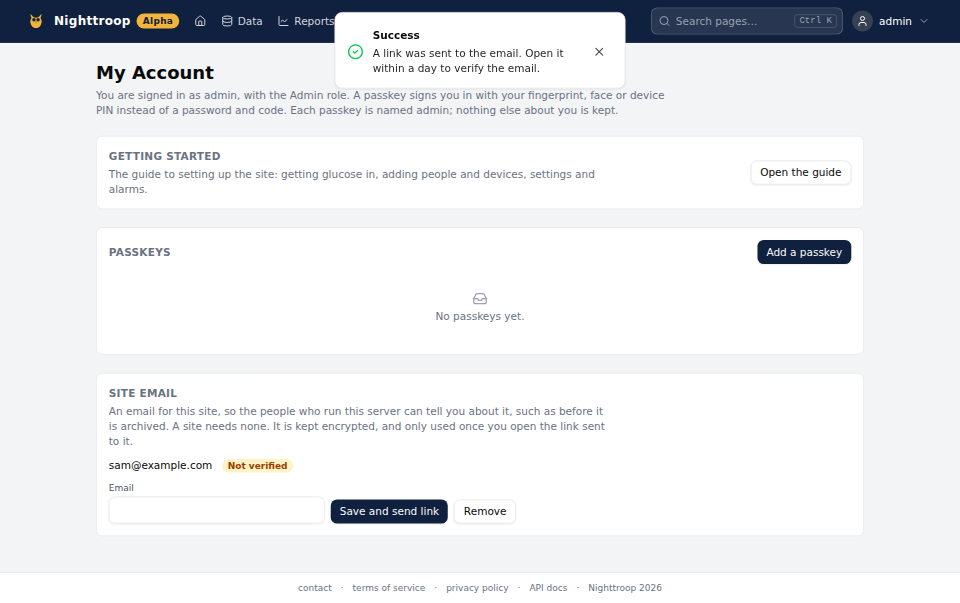 Nighttroop Alpha Data Reports Search pages... Ctrl K admin
Success
A link was sent to the email. Open it
within a day to verify the email.
My Account
You are signed in as admin, with the Admin role. A passkey signs you in with your fingerprint, face or device
PIN instead of a password and code. Each passkey is named admin; nothing else about you is kept.
GETTING STARTED
The guide to setting up the site: getting glucose in, adding people and devices, settings and
alarms.
Open the guide
PASSKEYS
Add a passkey
No passkeys yet.
SITE EMAIL
An email for this site, so the people who run this server can tell you about it, such as before it
is archived. A site needs none. It is kept encrypted, and only used once you open the link sent
to it.
sam@example.com Not verified
Email
Save and send link Remove
contact · terms of service · privacy policy · API docs · Nighttroop 2026